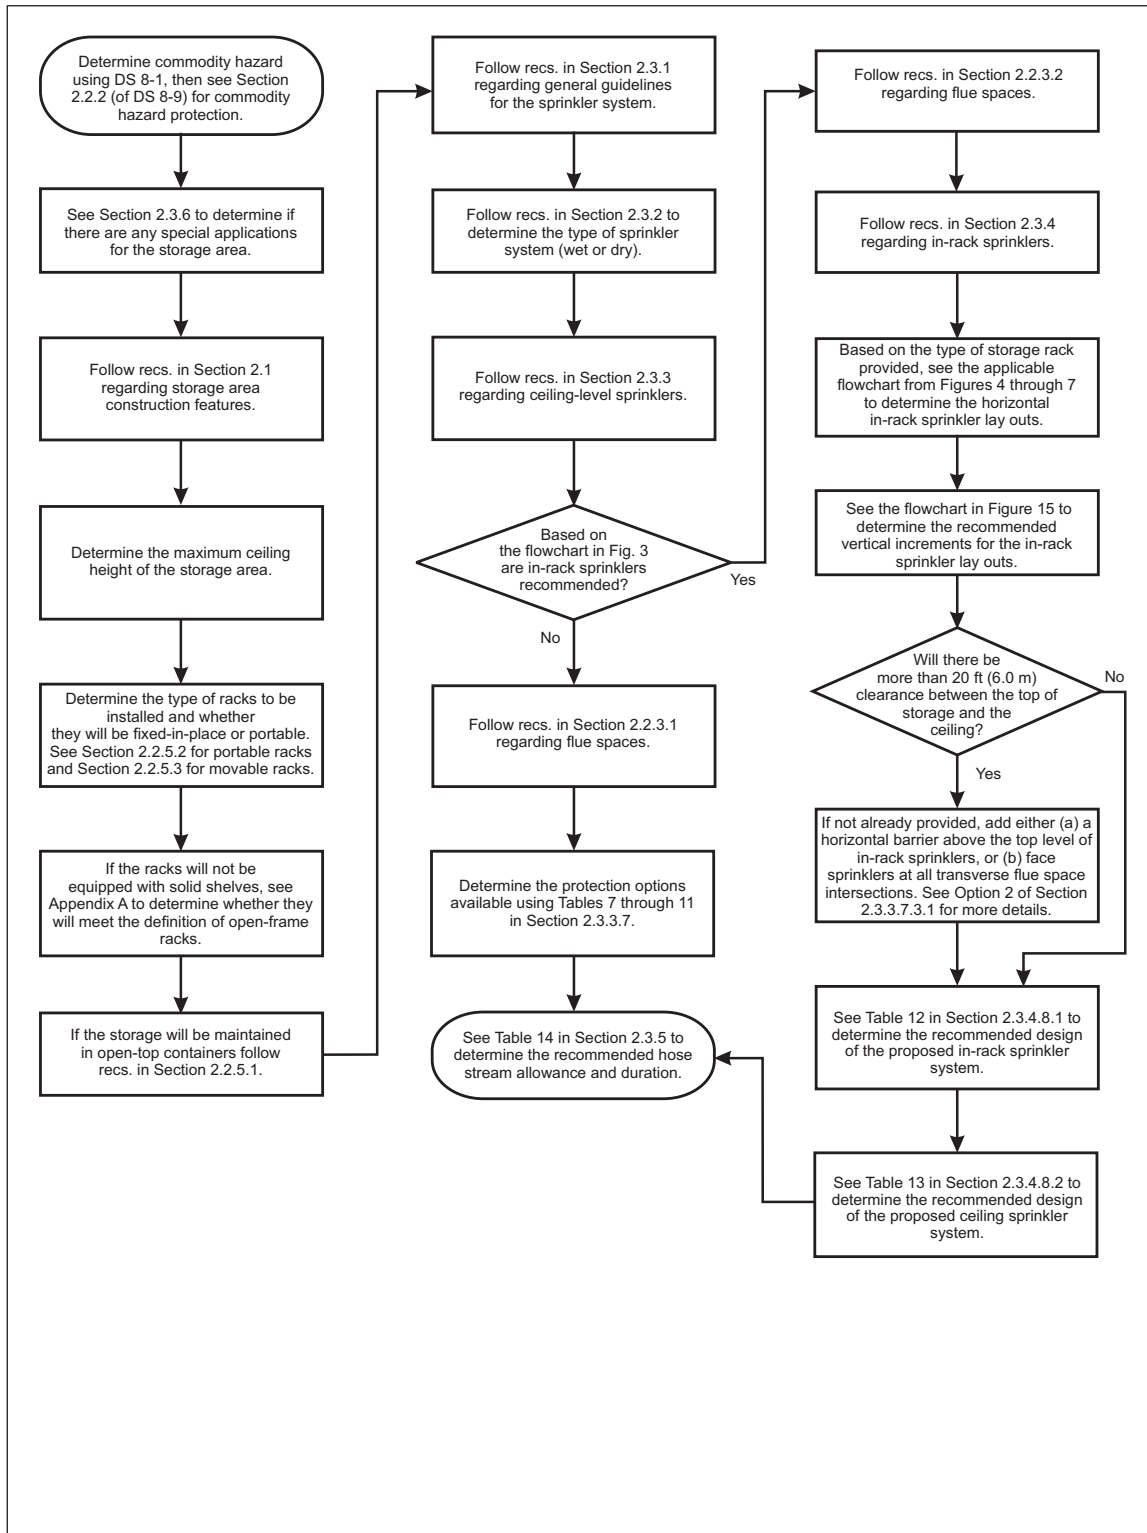 Determine commodity hazard
using DS 8-1, then see Section
2.2.2 (of DS 8-9) for commodity
hazard protection.
See Section 2.3.6 to determine if
there are any special applications
for the storage area.
Follow recs. in Section 2.1
regarding storage area
construction features.
Determine the maximum ceiling
height of the storage area.
Determine the type of racks to be
installed and whether
they will be fixed-in-place or portable.
See Section 2.2.5.2 for portable racks
and Section 2.2.5.3 for movable racks.
If the racks will not be
equipped with solid shelves, see
Appendix A to determine whether they
will meet the definition of open-frame
racks.
If the storage will be maintained
in open-top containers follow
recs. in Section 2.2.5.1.
Follow recs. in Section 2.3.1
regarding general guidelines
for the sprinkler system.
Follow recs. in Section 2.3.2 to
determine the type of sprinkler
system (wet or dry).
Follow recs. in Section 2.3.3
regarding ceiling-level sprinklers.
Based on
the flowchart in Fig. 3
are in-rack sprinklers
recommended?
Yes
No
Follow recs. in Section 2.2.3.1
regarding flue spaces.
Determine the protection options
available using Tables 7 through 11
in Section 2.3.3.7.
See Table 14 in Section 2.3.5 to
determine the recommended hose
stream allowance and duration.
Follow recs. in Section 2.2.3.2
regarding flue spaces.
Follow recs. in Section 2.3.4
regarding in-rack sprinklers.
Based on the type of storage rack
provided, see the applicable
flowchart from Figures 4 through 7
to determine the horizontal
in-rack sprinkler lay outs.
See the flowchart in Figure 15 to
determine the recommended
vertical increments for the in-rack
sprinkler lay outs.
Will there be
more than 20 ft (6.0 m)
clearance between the top of
storage and the
ceiling?
No
Yes
If not already provided, add either (a) a
horizontal barrier above the top level of
in-rack sprinklers, or (b) face
sprinklers at all transverse flue space
intersections. See Option 2 of Section
2.3.3.7.3.1 for more details.
See Table 12 in Section 2.3.4.8.1 to
determine the recommended design
of the proposed in-rack sprinkler
system.
See Table 13 in Section 2.3.4.8.2 to
determine the recommended design
of the proposed ceiling sprinkler
system.